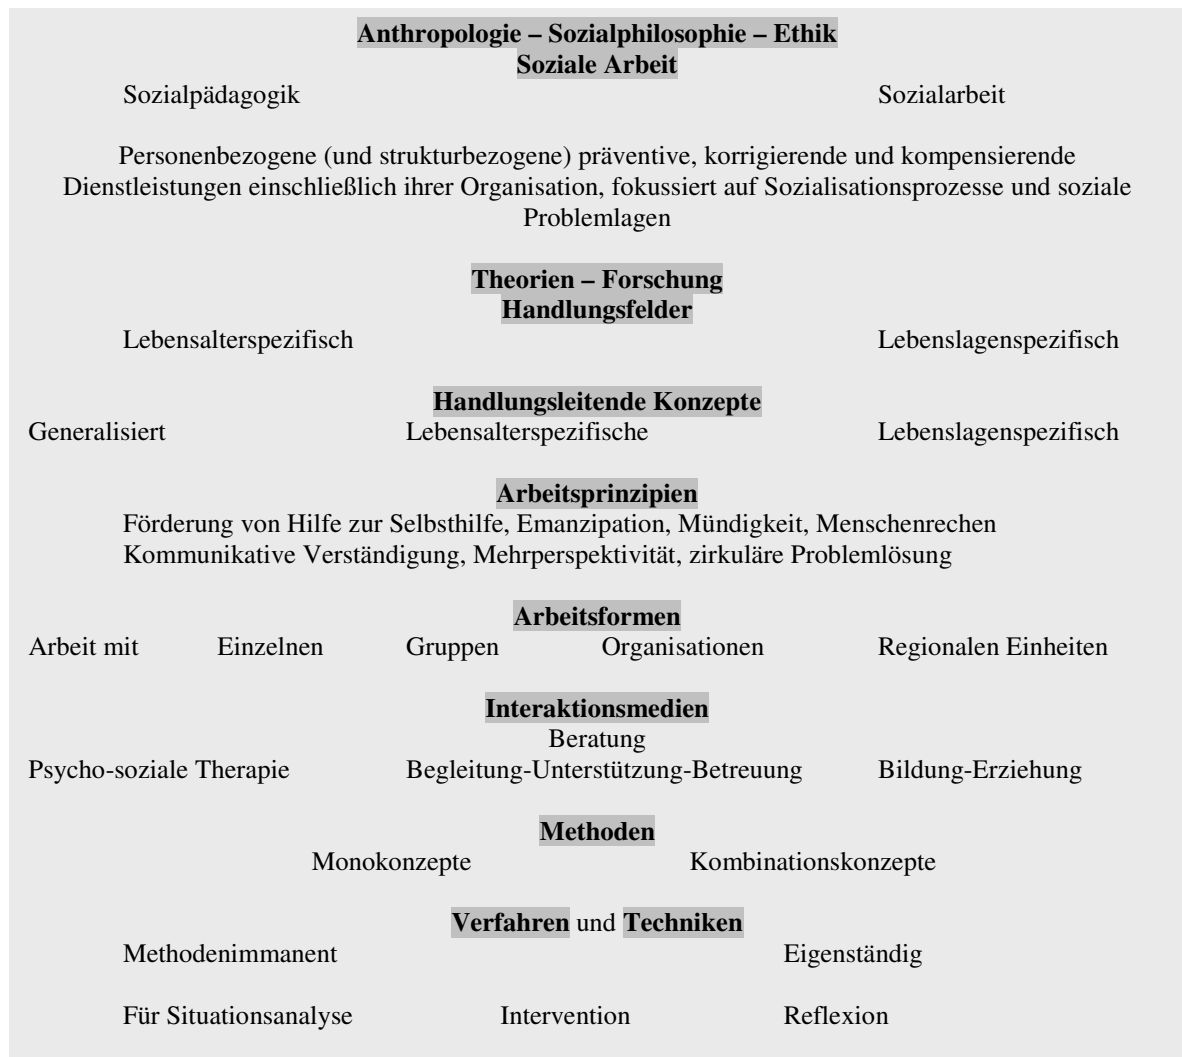 Anthropologie – Sozialphilosophie – Ethik
Soziale Arbeit
Sozialpädagogik Sozialarbeit
Personenbezogene (und strukturbezogene) präventive, korrigierende und kompensierende
Dienstleistungen einschließlich ihrer Organisation, fokussiert auf Sozialisationsprozesse und soziale
Problemlagen
Theorien – Forschung
Handlungsfelder
Lebensalterspezifisch Lebenslagenspezifisch
Handlungsleitende Konzepte
Generalisiert Lebensalterspezifische Lebenslagenspezifisch
Arbeitsprinzipien
Förderung von Hilfe zur Selbsthilfe, Emanzipation, Mündigkeit, Menschenrechen
Kommunikative Verständigung, Mehrperspektivität, zirkuläre Problemlösung
Arbeitsformen
Arbeit mit Einzelnen Gruppen Organisationen Regionalen Einheiten
Interaktionsmedien
Beratung
Psycho-soziale Therapie Begleitung-Unterstützung-Betreuung Bildung-Erziehung
Methoden
Monokonzepte Kombinationskonzepte
Verfahren und Techniken
Methodenimmanent Eigenständig
Für Situationsanalyse Intervention Reflexion